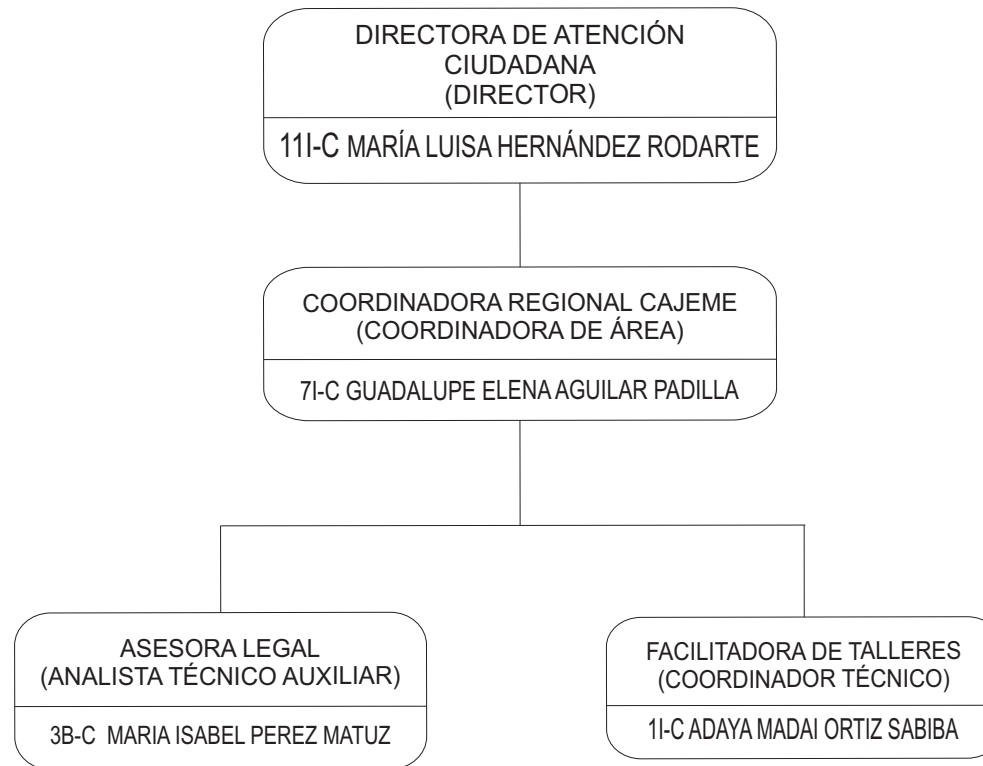 DIRECTORA DE ATENCIÓN
CIUDADANA
(DIRECTOR)
11I-C MARÍA LUISA HERNÁNDEZ RODARTE
COORDINADORA REGIONAL CAJEME
(COORDINADORA DE ÁREA)
7I-C GUADALUPE ELENA AGUILAR PADILLA
ASESORA LEGAL
(ANALISTA TÉCNICO AUXILIAR)
3B-C MARIA ISABEL PEREZ MATUZ
FACILITADORA DE TALLERES
(COORDINADOR TÉCNICO)
1I-C ADAYA MADAI ORTIZ SABIBA